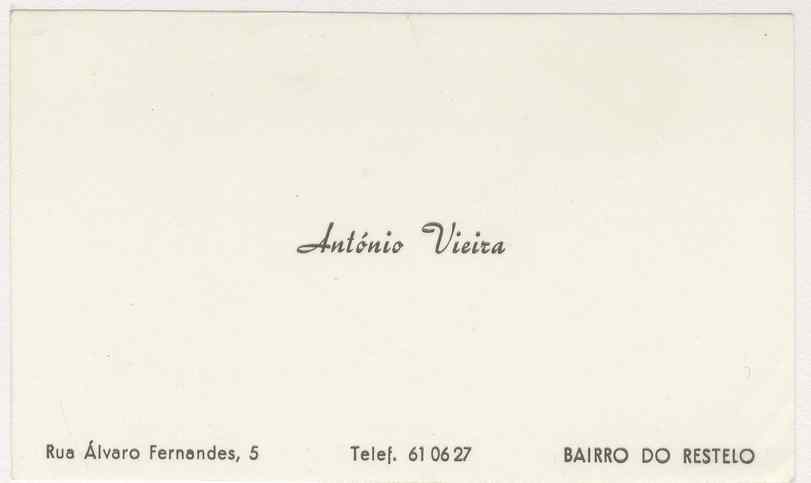 António Vieira
Rua Álvaro Fernandes, 5 Telef. 61 06 27 BAIRRO DO RESTELO